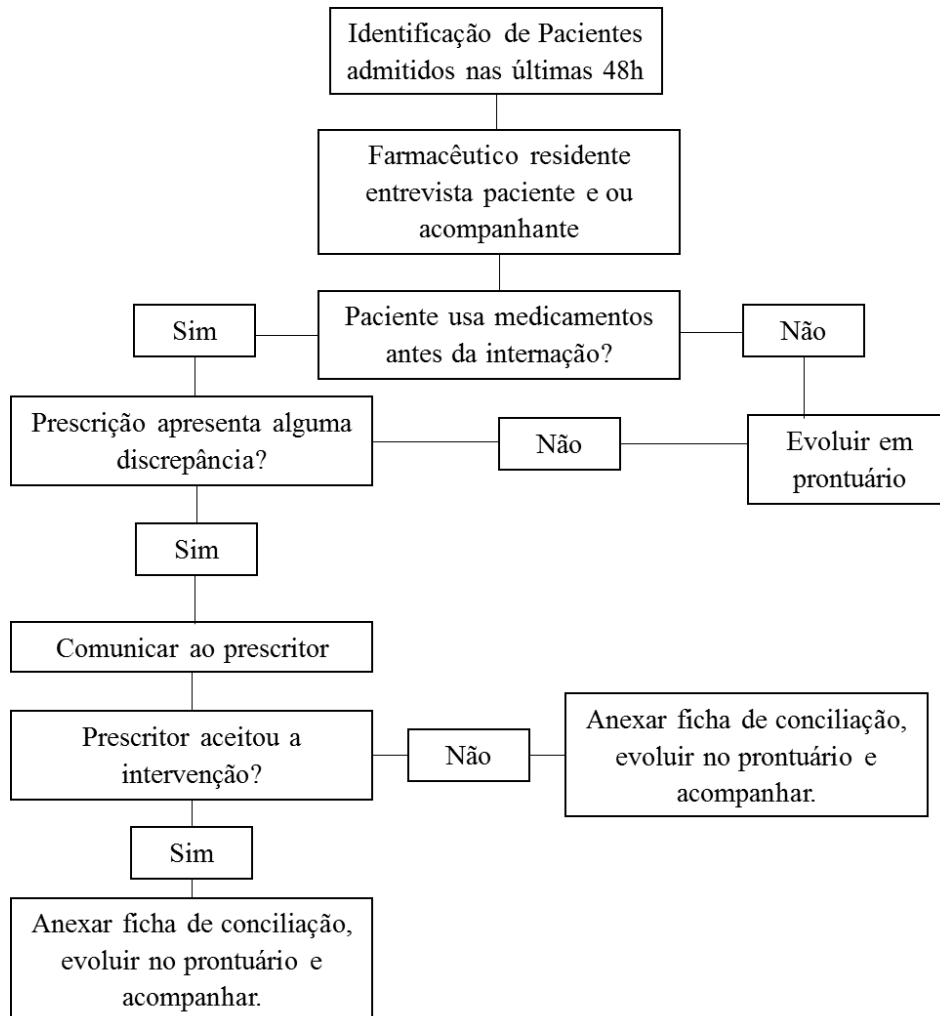 Identificação de Pacientes
admitidos nas últimas 48h
Farmacêutico residente
entrevista paciente e ou
acompanhante
Sim
Paciente usa medicamentos
antes da internação?
Não
Prescrição apresenta alguma
discrepância?
Não
Evoluir em
prontuário
Sim
Comunicar ao prescritor
Prescritor aceitou a
intervenção?
Não
Anexar ficha de conciliação,
evoluir no prontuário e
acompanhar.
Sim
Anexar ficha de conciliação,
evoluir no prontuário e
acompanhar.